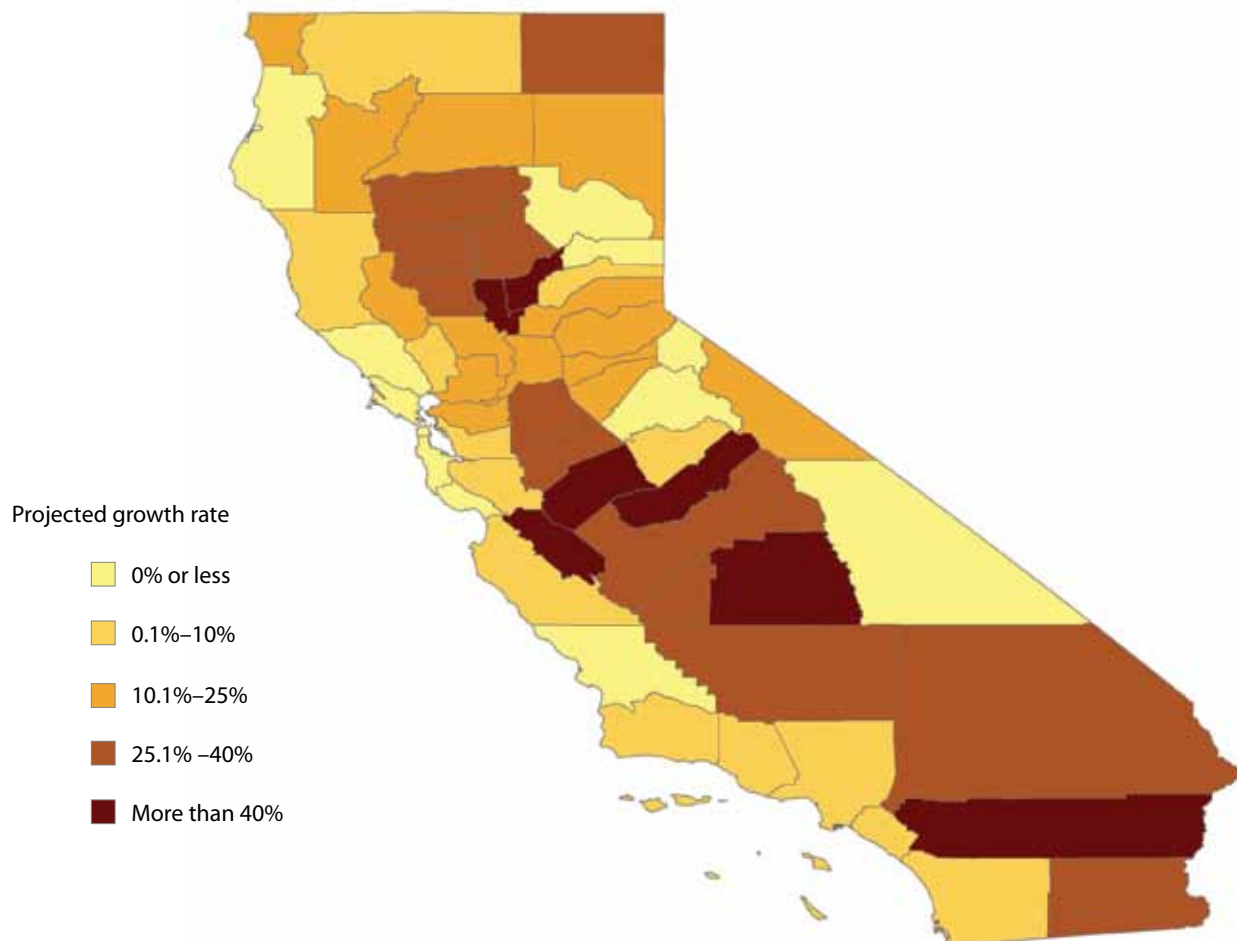 Projected growth rate
0% or less
0.1%–10%
10.1%–25%
25.1% –40%
More than 40%